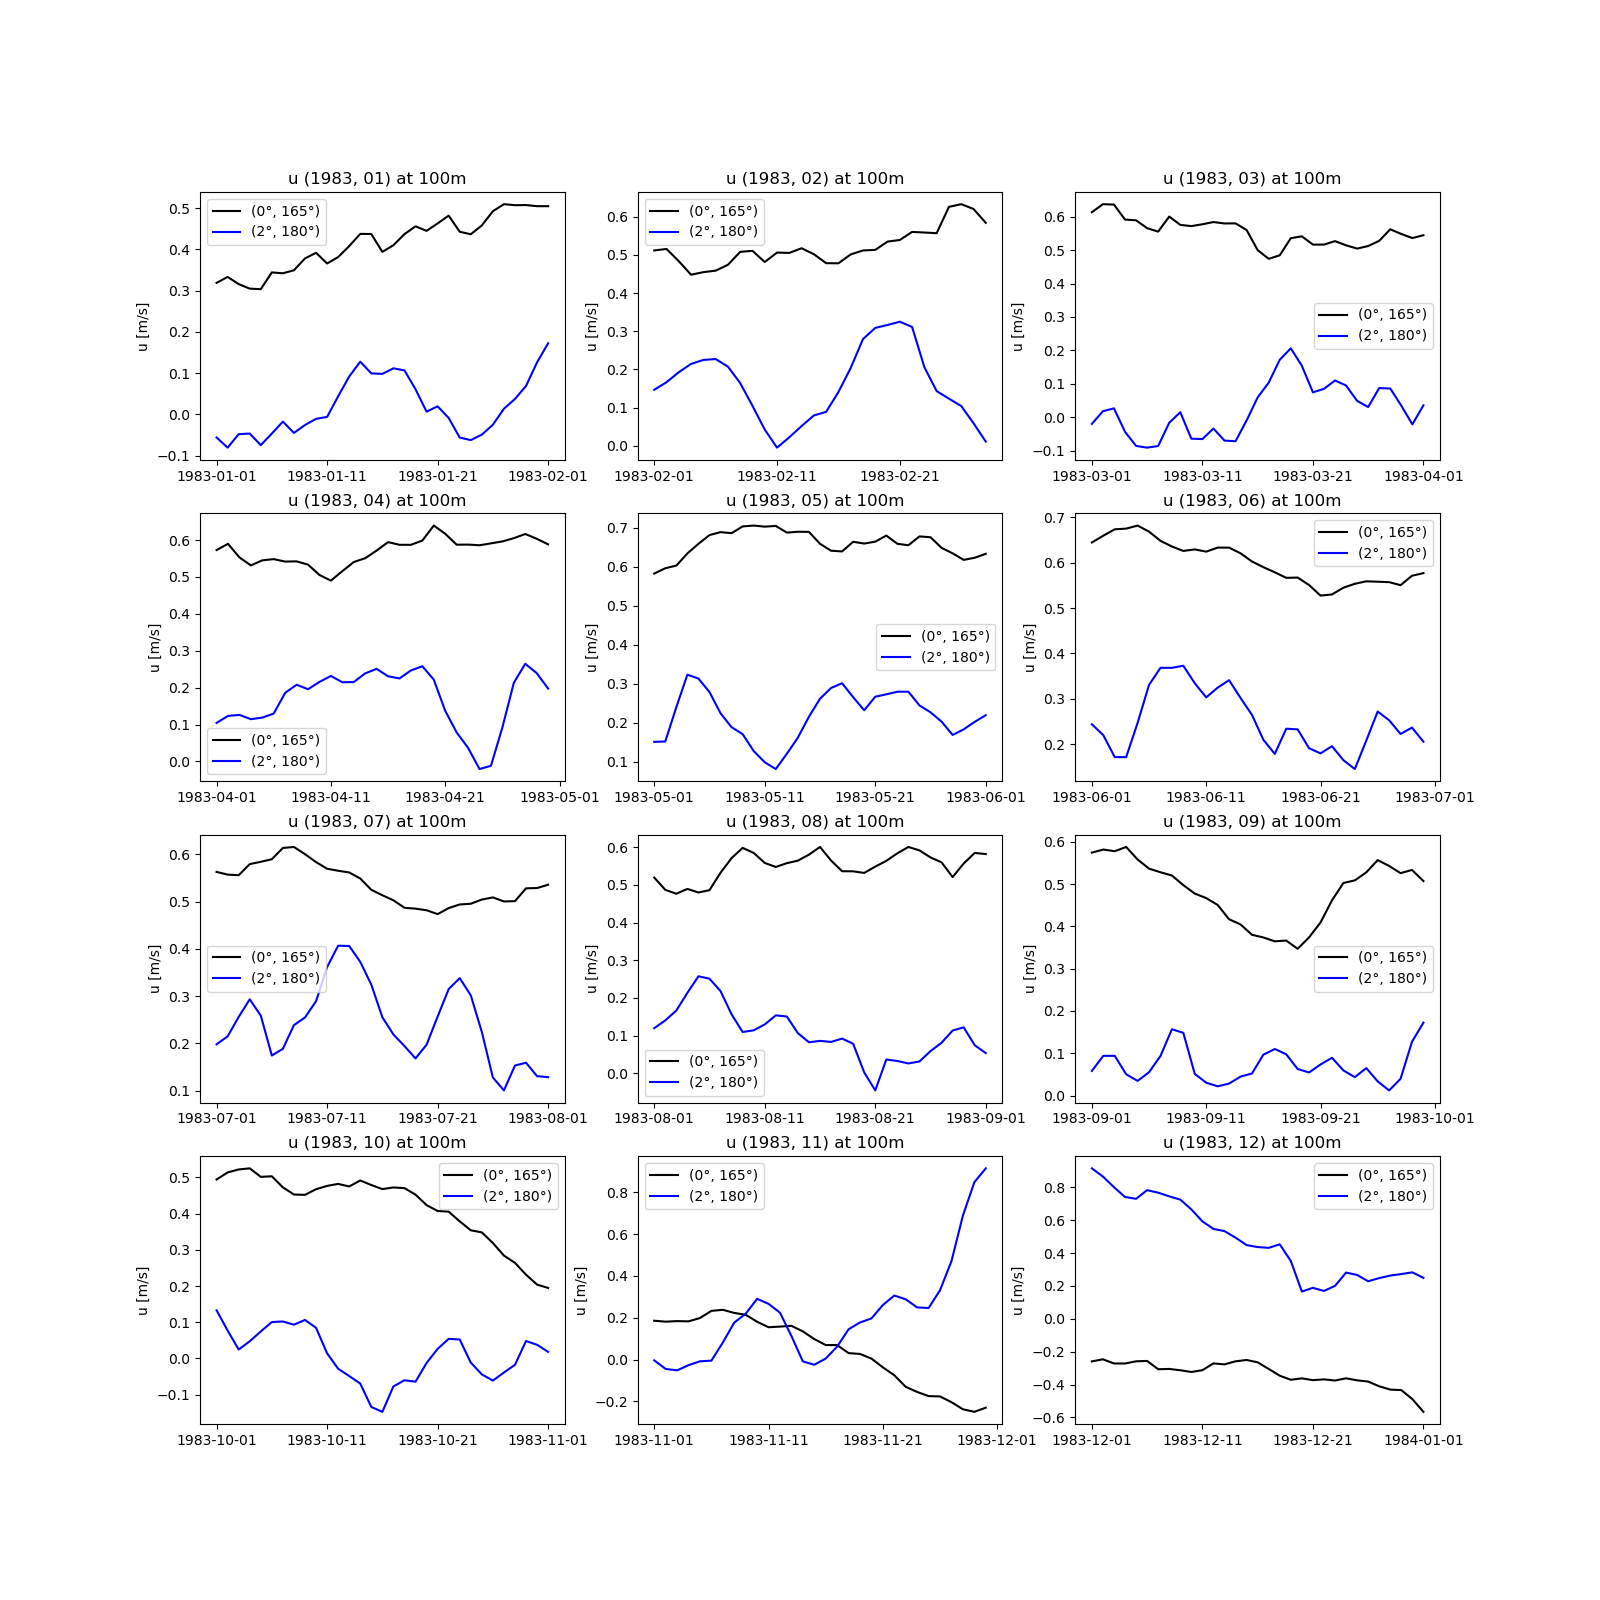 u (1983, 01) at 100m
u [m/s]
0.5
0.4
0.3
0.2
0.1
0.0
−0.1
(0°, 165°)
(2°, 180°)
1983-01-01 1983-01-11 1983-01-21 1983-02-01
u (1983, 02) at 100m
u [m/s]
0.6
0.5
0.4
0.3
0.2
0.1
0.0
(0°, 165°)
(2°, 180°)
1983-02-01 1983-02-11 1983-02-21
u (1983, 03) at 100m
u [m/s]
0.6
0.5
0.4
0.3
0.2
0.1
0.0
−0.1
(0°, 165°)
(2°, 180°)
1983-03-01 1983-03-11 1983-03-21 1983-04-01
u (1983, 04) at 100m
u [m/s]
0.6
0.5
0.4
0.3
0.2
0.1
0.0
(0°, 165°)
(2°, 180°)
1983-04-01 1983-04-11 1983-04-21 1983-05-01
u (1983, 05) at 100m
u [m/s]
0.7
0.6
0.5
0.4
0.3
0.2
0.1
(0°, 165°)
(2°, 180°)
1983-05-01 1983-05-11 1983-05-21 1983-06-01
u (1983, 06) at 100m
u [m/s]
0.7
0.6
0.5
0.4
0.3
0.2
(0°, 165°)
(2°, 180°)
1983-06-01 1983-06-11 1983-06-21 1983-07-01
u (1983, 07) at 100m
u [m/s]
0.6
0.5
0.4
0.3
0.2
0.1
(0°, 165°)
(2°, 180°)
1983-07-01 1983-07-11 1983-07-21 1983-08-01
u (1983, 08) at 100m
u [m/s]
0.6
0.5
0.4
0.3
0.2
0.1
0.0
(0°, 165°)
(2°, 180°)
1983-08-01 1983-08-11 1983-08-21 1983-09-01
u (1983, 09) at 100m
u [m/s]
0.6
0.5
0.4
0.3
0.2
0.1
0.0
(0°, 165°)
(2°, 180°)
1983-09-01 1983-09-11 1983-09-21 1983-10-01
u (1983, 10) at 100m
u [m/s]
0.5
0.4
0.3
0.2
0.1
0.0
−0.1
(0°, 165°)
(2°, 180°)
1983-10-01 1983-10-11 1983-10-21 1983-11-01
u (1983, 11) at 100m
u [m/s]
0.8
0.6
0.4
0.2
0.0
−0.2
(0°, 165°)
(2°, 180°)
1983-11-01 1983-11-11 1983-11-21 1983-12-01
u (1983, 12) at 100m
u [m/s]
0.8
0.6
0.4
0.2
0.0
−0.2
−0.4
−0.6
(0°, 165°)
(2°, 180°)
1983-12-01 1983-12-11 1983-12-21 1984-01-01